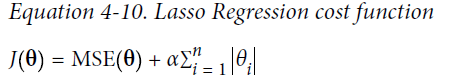 Equation 4-10. Lasso Regression cost function
J(θ) = MSE(θ) + α∑ⁿᵢ ₌ ₁ |θᵢ|